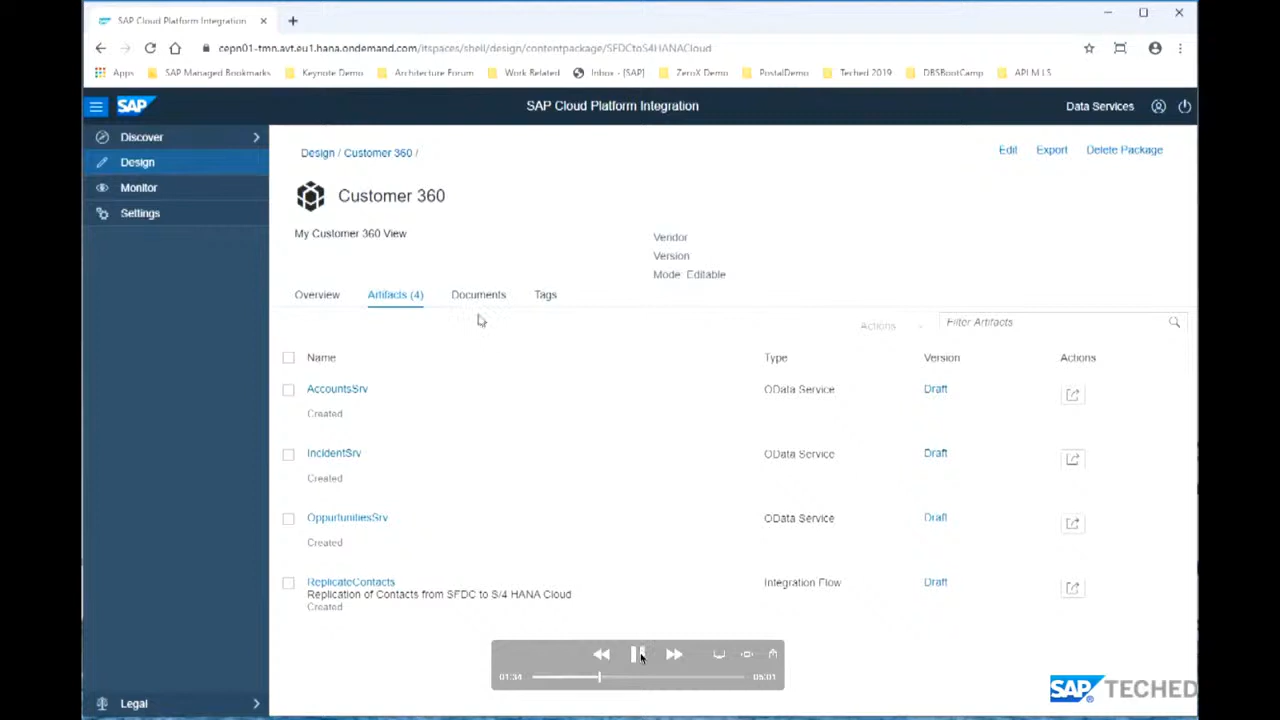 SAP Cloud Platform Integration
cepn01-tmn.avt.eu1.hana.ondemand.com/itspaces/shell/design/contentpackage/SFDCtoS4HANACloud
Apps SAP Managed Bookmarks Keynote Demo Architecture Forum Work Related Inbox - [SAP] ZeroX Demo PostalDemo Teched 2019 DBSBootCamp API M LS
SAP SAP Cloud Platform Integration Data Services
Discover
Design
Monitor
Settings
Legal
Design / Customer 360 /
Edit Export Delete Package
Customer 360
My Customer 360 View
Vendor
Version
Mode: Editable
Overview Artifacts (4) Documents Tags
Actions Filter Artifacts
Name Type Version Actions
AccountsSrv OData Service Draft
Created
IncidentSrv OData Service Draft
Created
OppurtunitiesSrv OData Service Draft
Created
ReplicateContacts Integration Flow Draft
Replication of Contacts from SFDC to S/4 HANA Cloud
Created
01:34 05:01
SAP TECHED